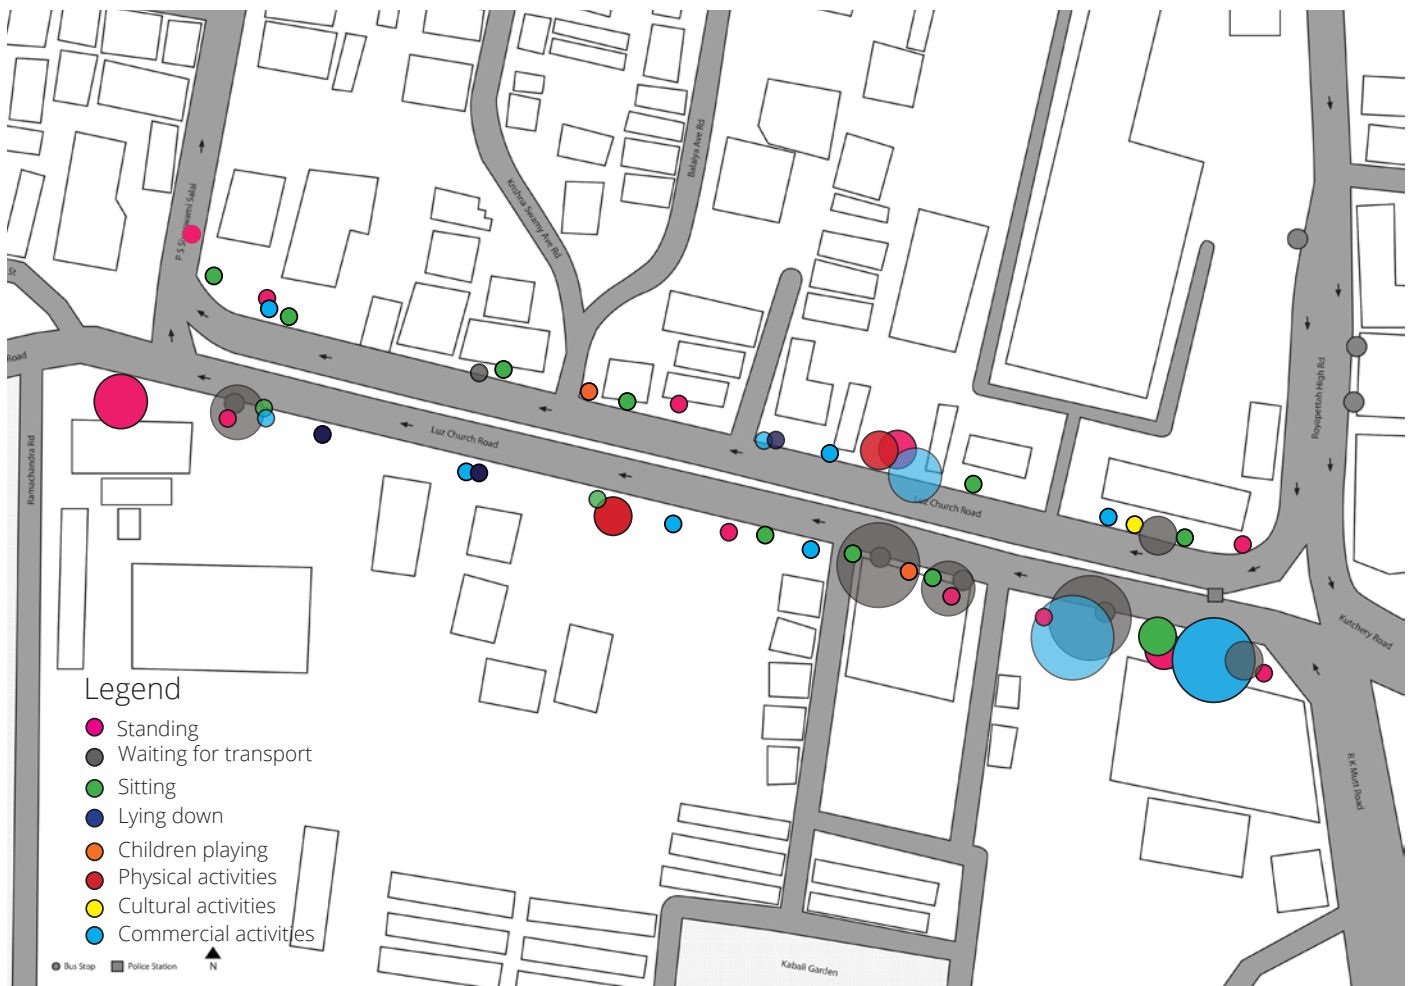 P S Sivaswami Salai
Krishna Swamy Ave Rd
Balaiya Ave Rd
St
Road
Royapettah High Rd
Luz Church Road
Luz Church Road
Ramachandra Rd
Kutchery Road
R K Mutt Road
Legend
Standing
Waiting for transport
Sitting
Lying down
Children playing
Physical activities
Cultural activities
Commercial activities
Bus Stop
Police Station
N
Kabali Garden